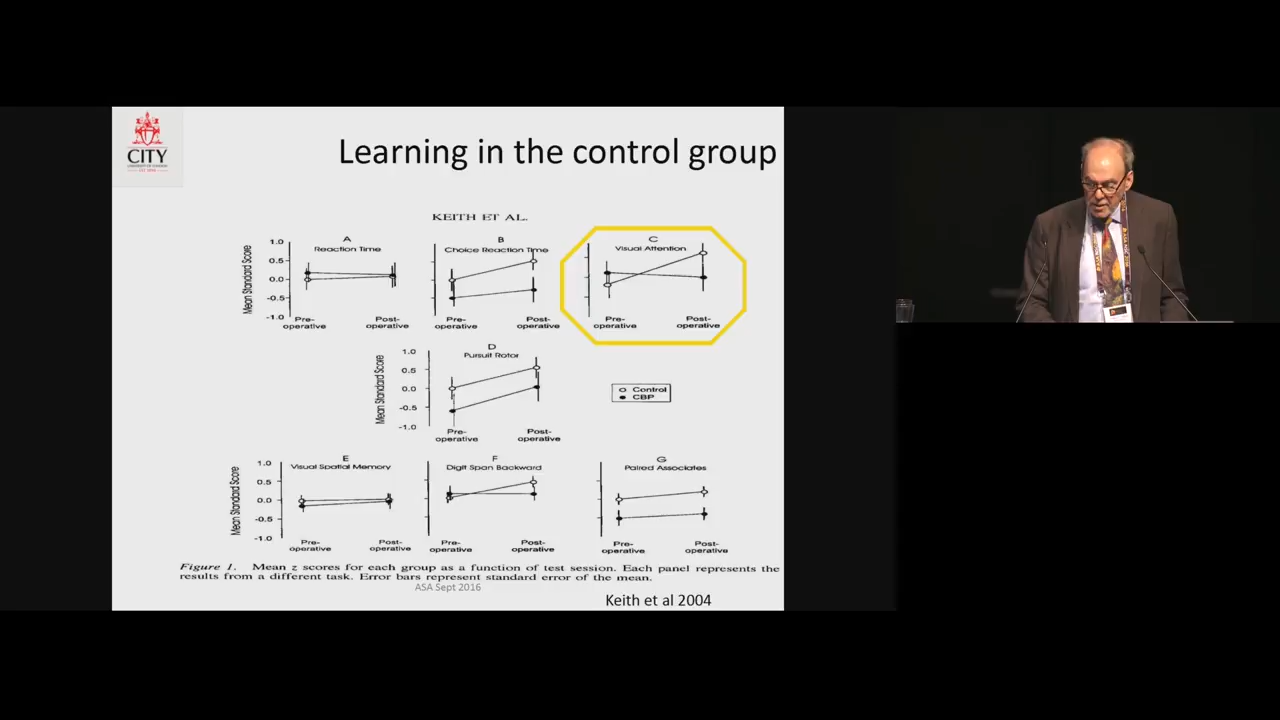 CITY
UNIVERSITY OF LONDON
EST 1894
Learning in the control group
KEITH ET AL.
A
Reaction Time
Mean Standard Score
1.0
0.5
0.0
-0.5
-1.0
Pre-
operative
Post-
operative
B
Choice Reaction Time
Pre-
operative
Post-
operative
C
Visual Attention
Pre-
operative
Post-
operative
D
Pursuit Rotor
Mean Standard Score
1.0
0.5
0.0
-0.5
-1.0
Pre-
operative
Post-
operative
Control
CBP
E
Visual Spatial Memory
Mean Standard Score
1.0
0.5
0.0
-0.5
-1.0
Pre-
operative
Post-
operative
F
Digit Span Backward
Pre-
operative
Post-
operative
G
Paired Associates
Pre-
operative
Post-
operative
Figure 1. Mean z scores for each group as a function of test session. Each panel represents the
results from a different task. Error bars represent standard error of the mean.
ASA Sept 2016
Keith et al 2004